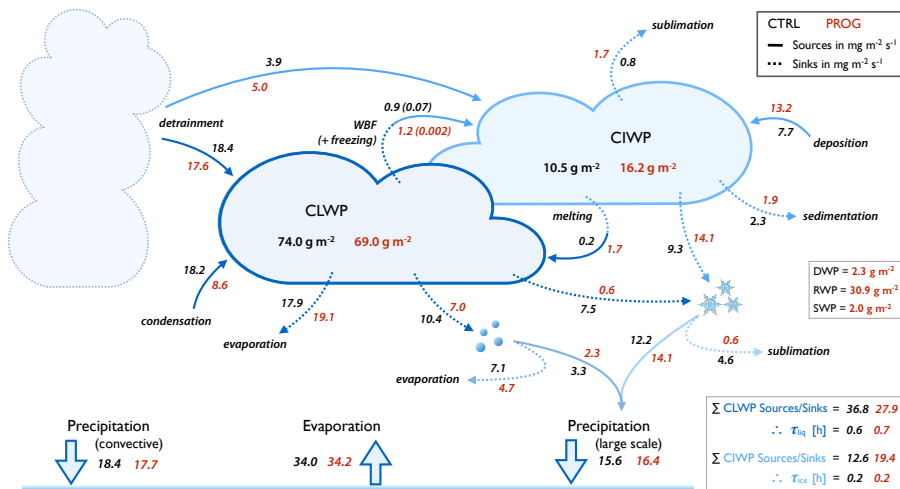 sublimation
CTRL PROG
Sources in mg m⁻² s⁻¹
Sinks in mg m⁻² s⁻¹
1.7
0.8
3.9
5.0
0.9 (0.07)
1.2 (0.002)
WBF
(+ freezing)
CIWP
10.5 g m⁻² 16.2 g m⁻²
13.2
7.7
deposition
detrainment
18.4
17.6
CLWP
74.0 g m⁻² 69.0 g m⁻²
melting
0.2
1.7
1.9
2.3
sedimentation
9.3
14.1
18.2
8.6
condensation
17.9
19.1
evaporation
7.0
10.4
0.6
7.5
DWP = 2.3 g m⁻²
RWP = 30.9 g m⁻²
SWP = 2.0 g m⁻²
7.1
4.7
evaporation
2.3
3.3
12.2
14.1
0.6
4.6
sublimation
Precipitation
(convective)
18.4 17.7
Evaporation
34.0 34.2
Precipitation
(large scale)
15.6 16.4
∑ CLWP Sources/Sinks = 36.8 27.9
∴ τliq [h] = 0.6 0.7
∑ CIWP Sources/Sinks = 12.6 19.4
∴ τice [h] = 0.2 0.2